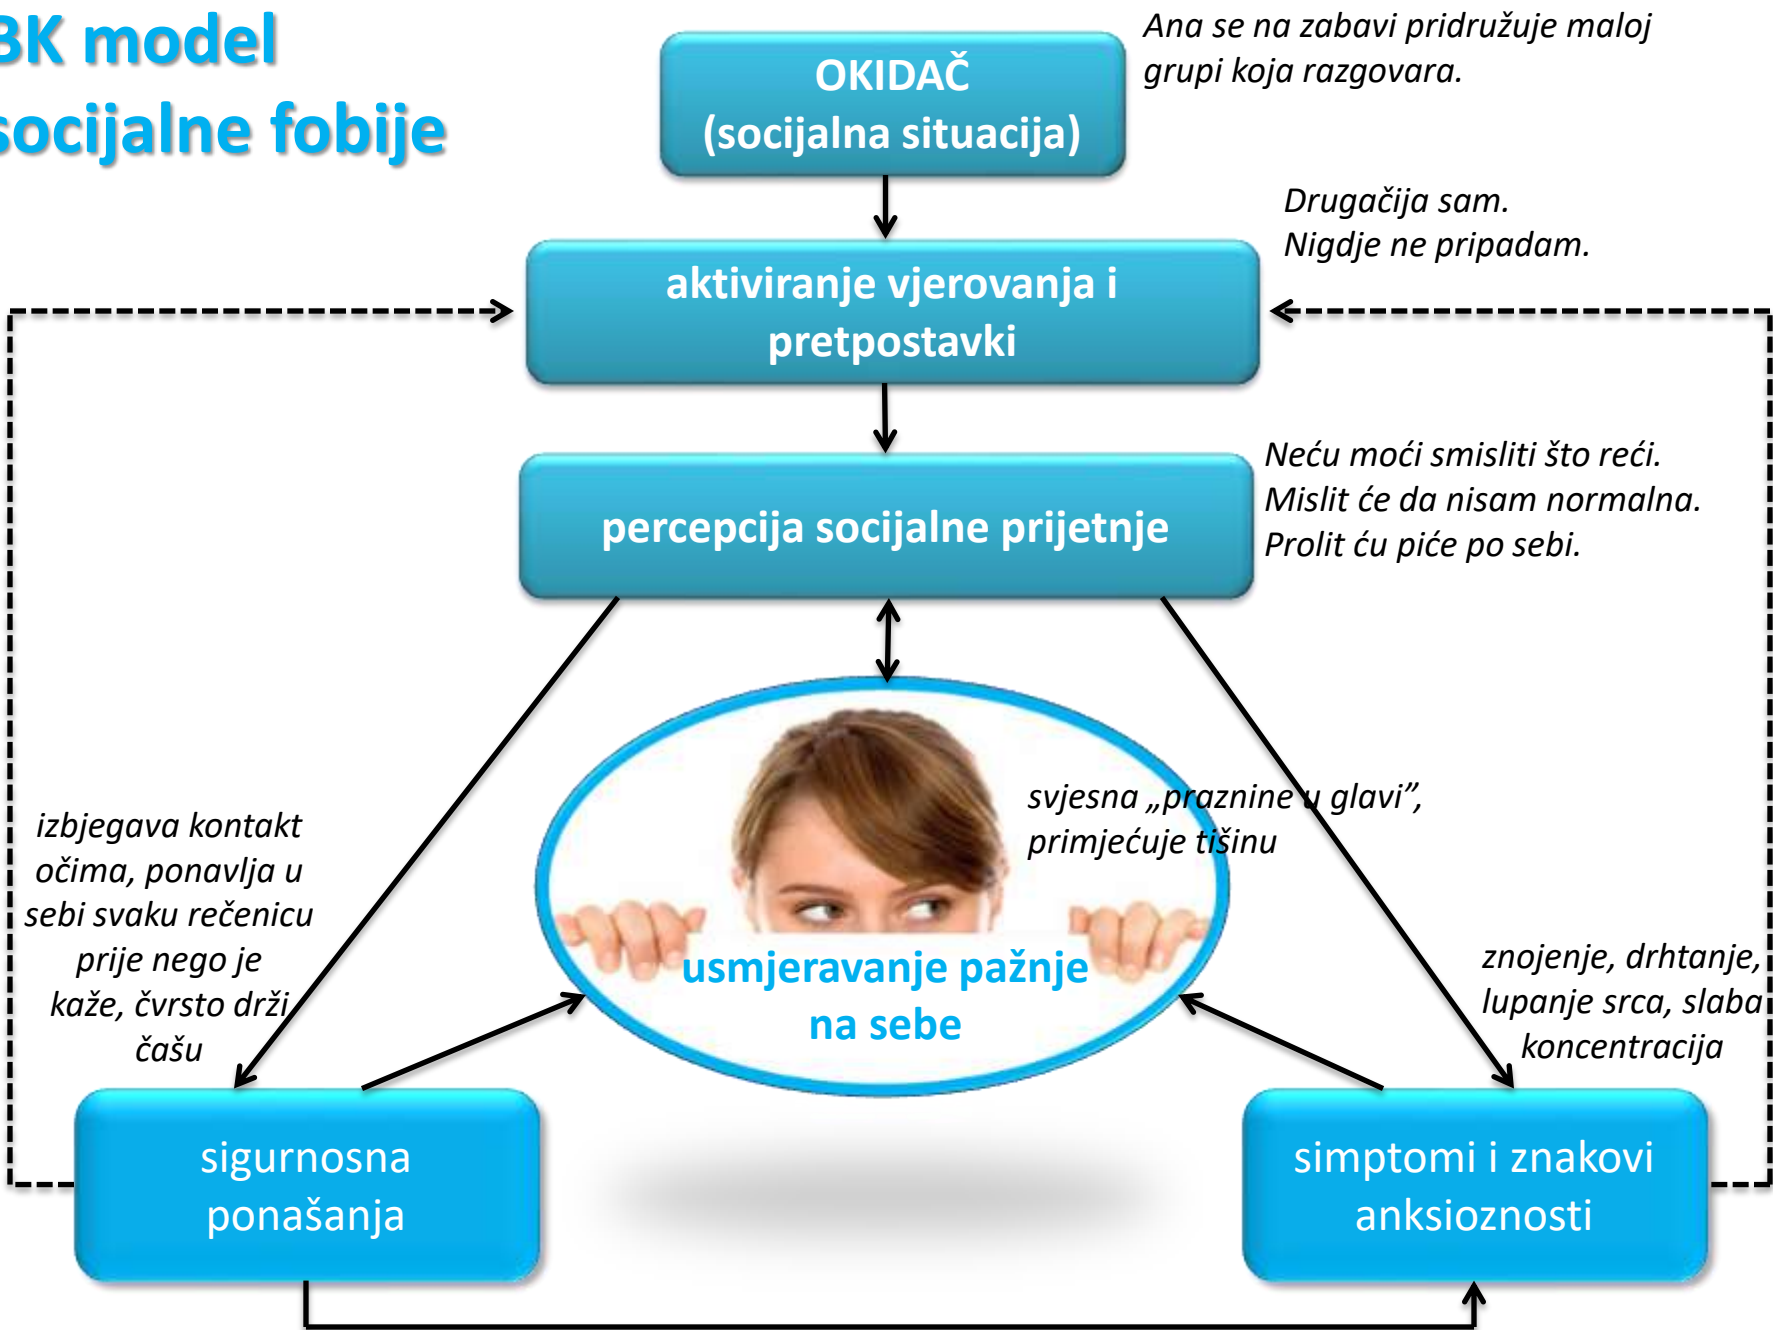 BK model
socijalne fobije
Ana se na zabavi pridružuje maloj
grupi koja razgovara.
OKIDAČ
(socijalna situacija)
Drugačija sam.
Nigdje ne pripadam.
aktiviranje vjerovanja i
pretpostavki
Neću moći smisliti što reći.
Mislit će da nisam normalna.
Prolit ću piće po sebi.
percepcija socijalne prijetnje
svjesna „praznine u glavi”,
primjećuje tišinu
izbjegava kontakt
očima, ponavlja u
sebi svaku rečenicu
prije nego je
kaže, čvrsto drži
čašu
usmjeravanje pažnje
na sebe
znojenje, drhtanje,
lupanje srca, slaba
koncentracija
sigurnosna
ponašanja
simptomi i znakovi
anksioznosti